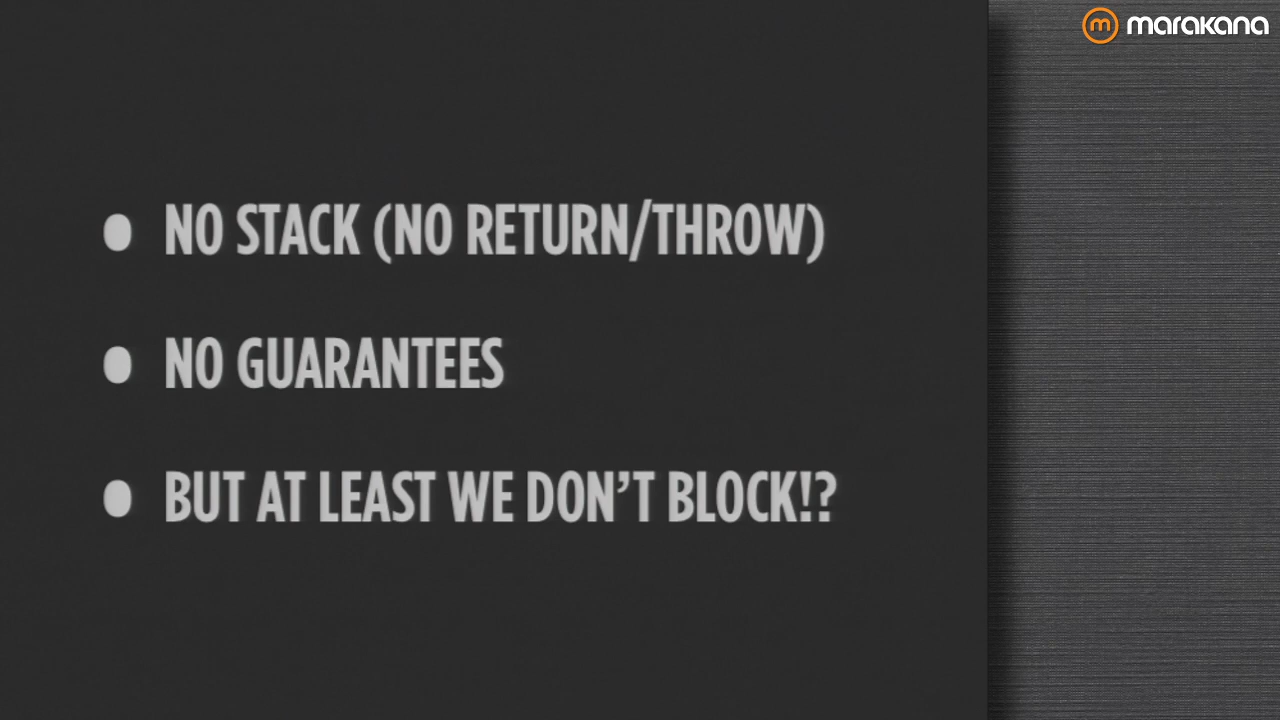 marakana
NO STACK (NO RETURN/THROW)
NO GUARANTEES
BUT AT LEAST WE DON’T BLOCK!?